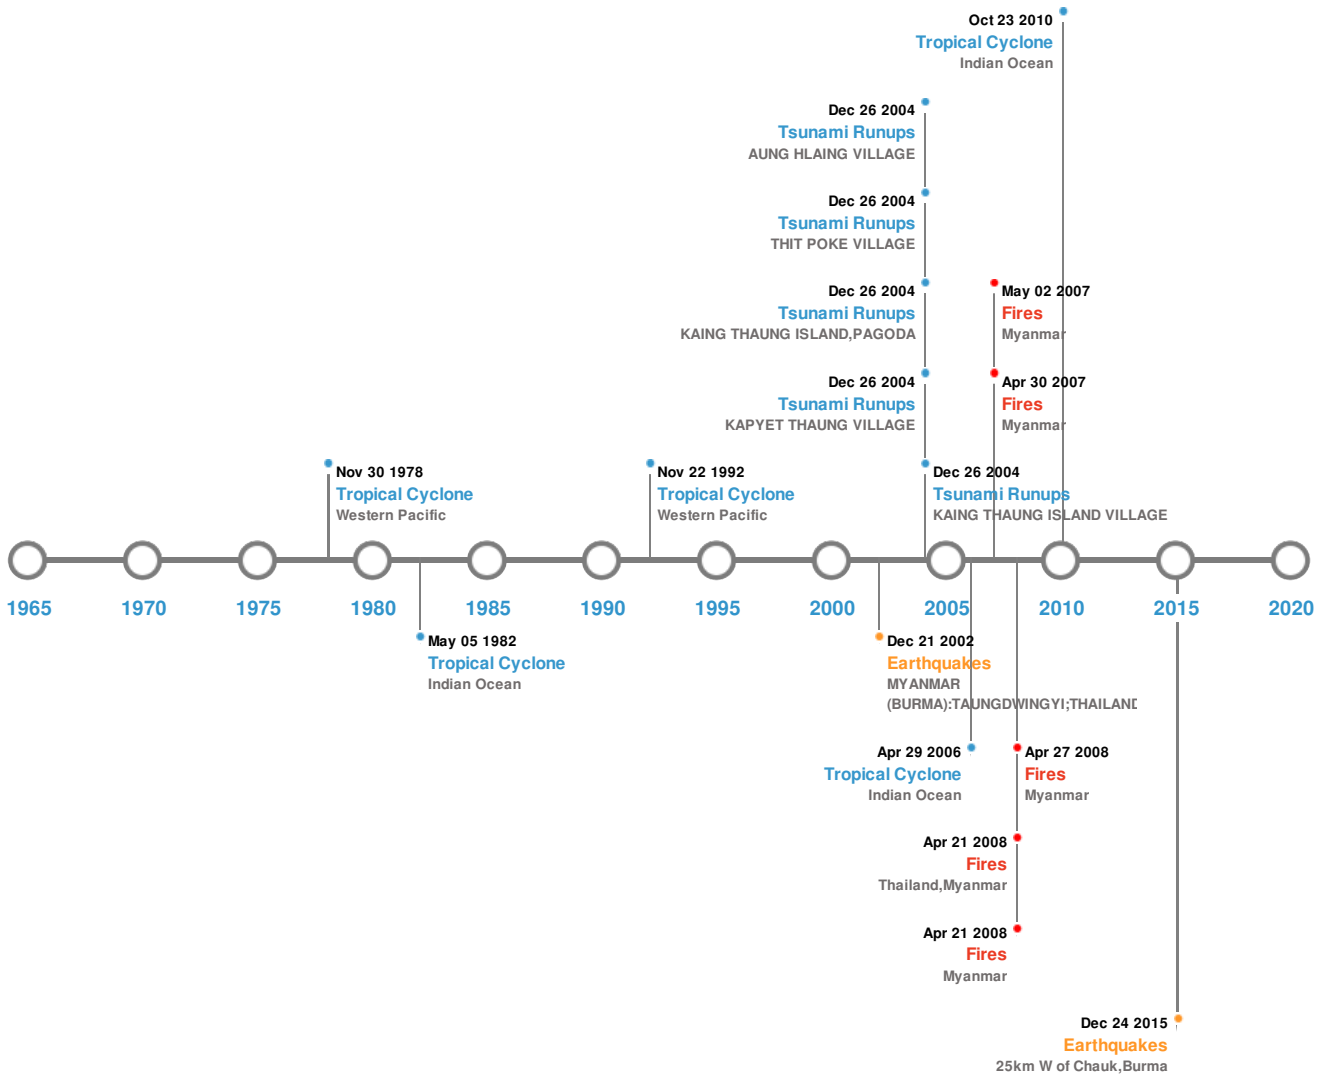 Oct 23 2010
Tropical Cyclone
Indian Ocean
Dec 26 2004
Tsunami Runups
AUNG HLAING VILLAGE
Dec 26 2004
Tsunami Runups
THIT POKE VILLAGE
Dec 26 2004
Tsunami Runups
KAING THAUNG ISLAND,PAGODA
May 02 2007
Fires
Myanmar
Dec 26 2004
Tsunami Runups
KAPYET THAUNG VILLAGE
Apr 30 2007
Fires
Myanmar
Nov 30 1978
Tropical Cyclone
Western Pacific
Nov 22 1992
Tropical Cyclone
Western Pacific
Dec 26 2004
Tsunami Runups
KAING THAUNG ISLAND VILLAGE
1965 1970 1975 1980 1985 1990 1995 2000 2005 2010 2015 2020
May 05 1982
Tropical Cyclone
Indian Ocean
Dec 21 2002
Earthquakes
MYANMAR
(BURMA):TAUNGDWINGYI;THAILAND
Apr 29 2006
Tropical Cyclone
Indian Ocean
Apr 27 2008
Fires
Myanmar
Apr 21 2008
Fires
Thailand,Myanmar
Apr 21 2008
Fires
Myanmar
Dec 24 2015
Earthquakes
25km W of Chauk,Burma